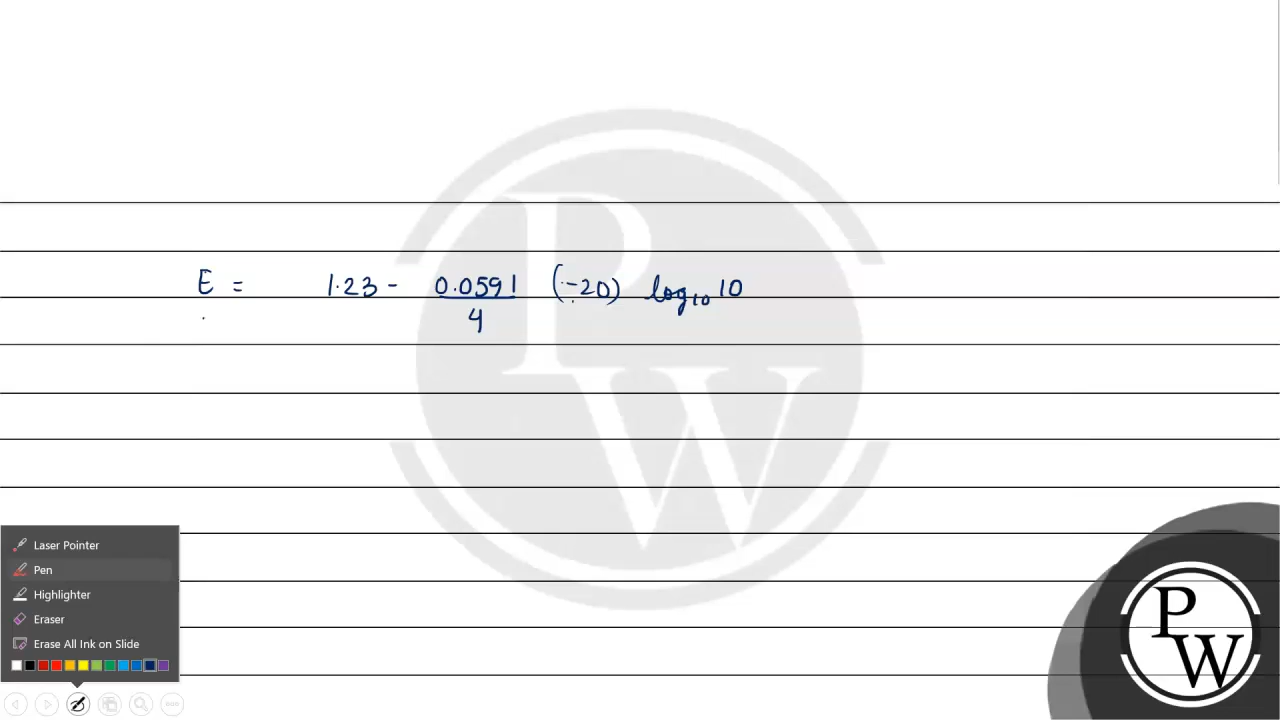 E = 1.23 - 0.0591/4 (-20) log₁₀ 10
Laser Pointer
Pen
Highlighter
Eraser
Erase All Ink on Slide
P
W
P
W